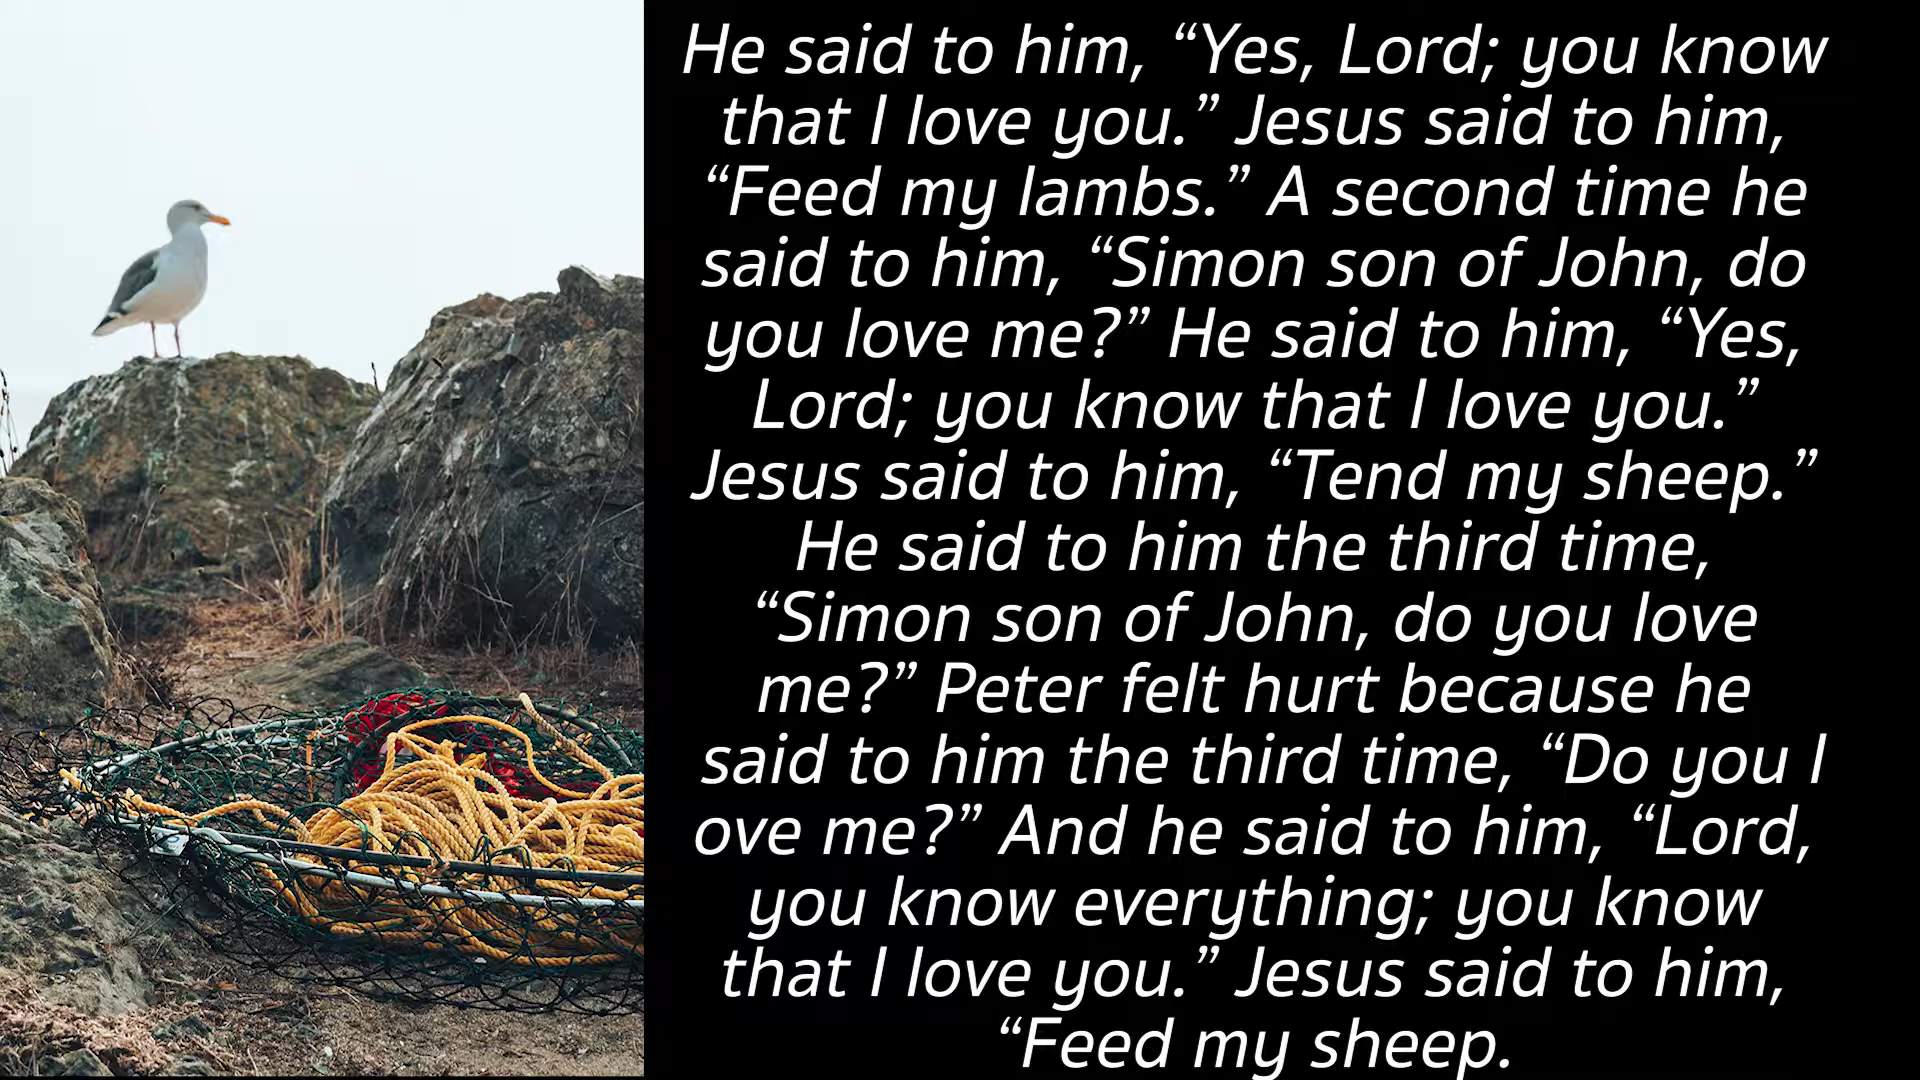 He said to him, “Yes, Lord; you know
that I love you.” Jesus said to him,
“Feed my lambs.” A second time he
said to him, “Simon son of John, do
you love me?” He said to him, “Yes,
Lord; you know that I love you.”
Jesus said to him, “Tend my sheep.”
He said to him the third time,
“Simon son of John, do you love
me?” Peter felt hurt because he
said to him the third time, “Do you l
ove me?” And he said to him, “Lord,
you know everything; you know
that I love you.” Jesus said to him,
“Feed my sheep.